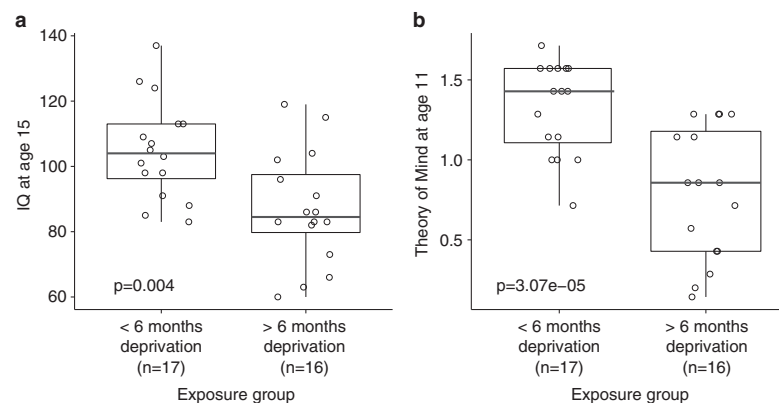 a
140
120
100
80
60
IQ at age 15
p=0.004
< 6 months
deprivation
(n=17)
> 6 months
deprivation
(n=16)
Exposure group
b
1.5
1.0
0.5
Theory of Mind at age 11
p=3.07e−05
< 6 months
deprivation
(n=17)
> 6 months
deprivation
(n=16)
Exposure group